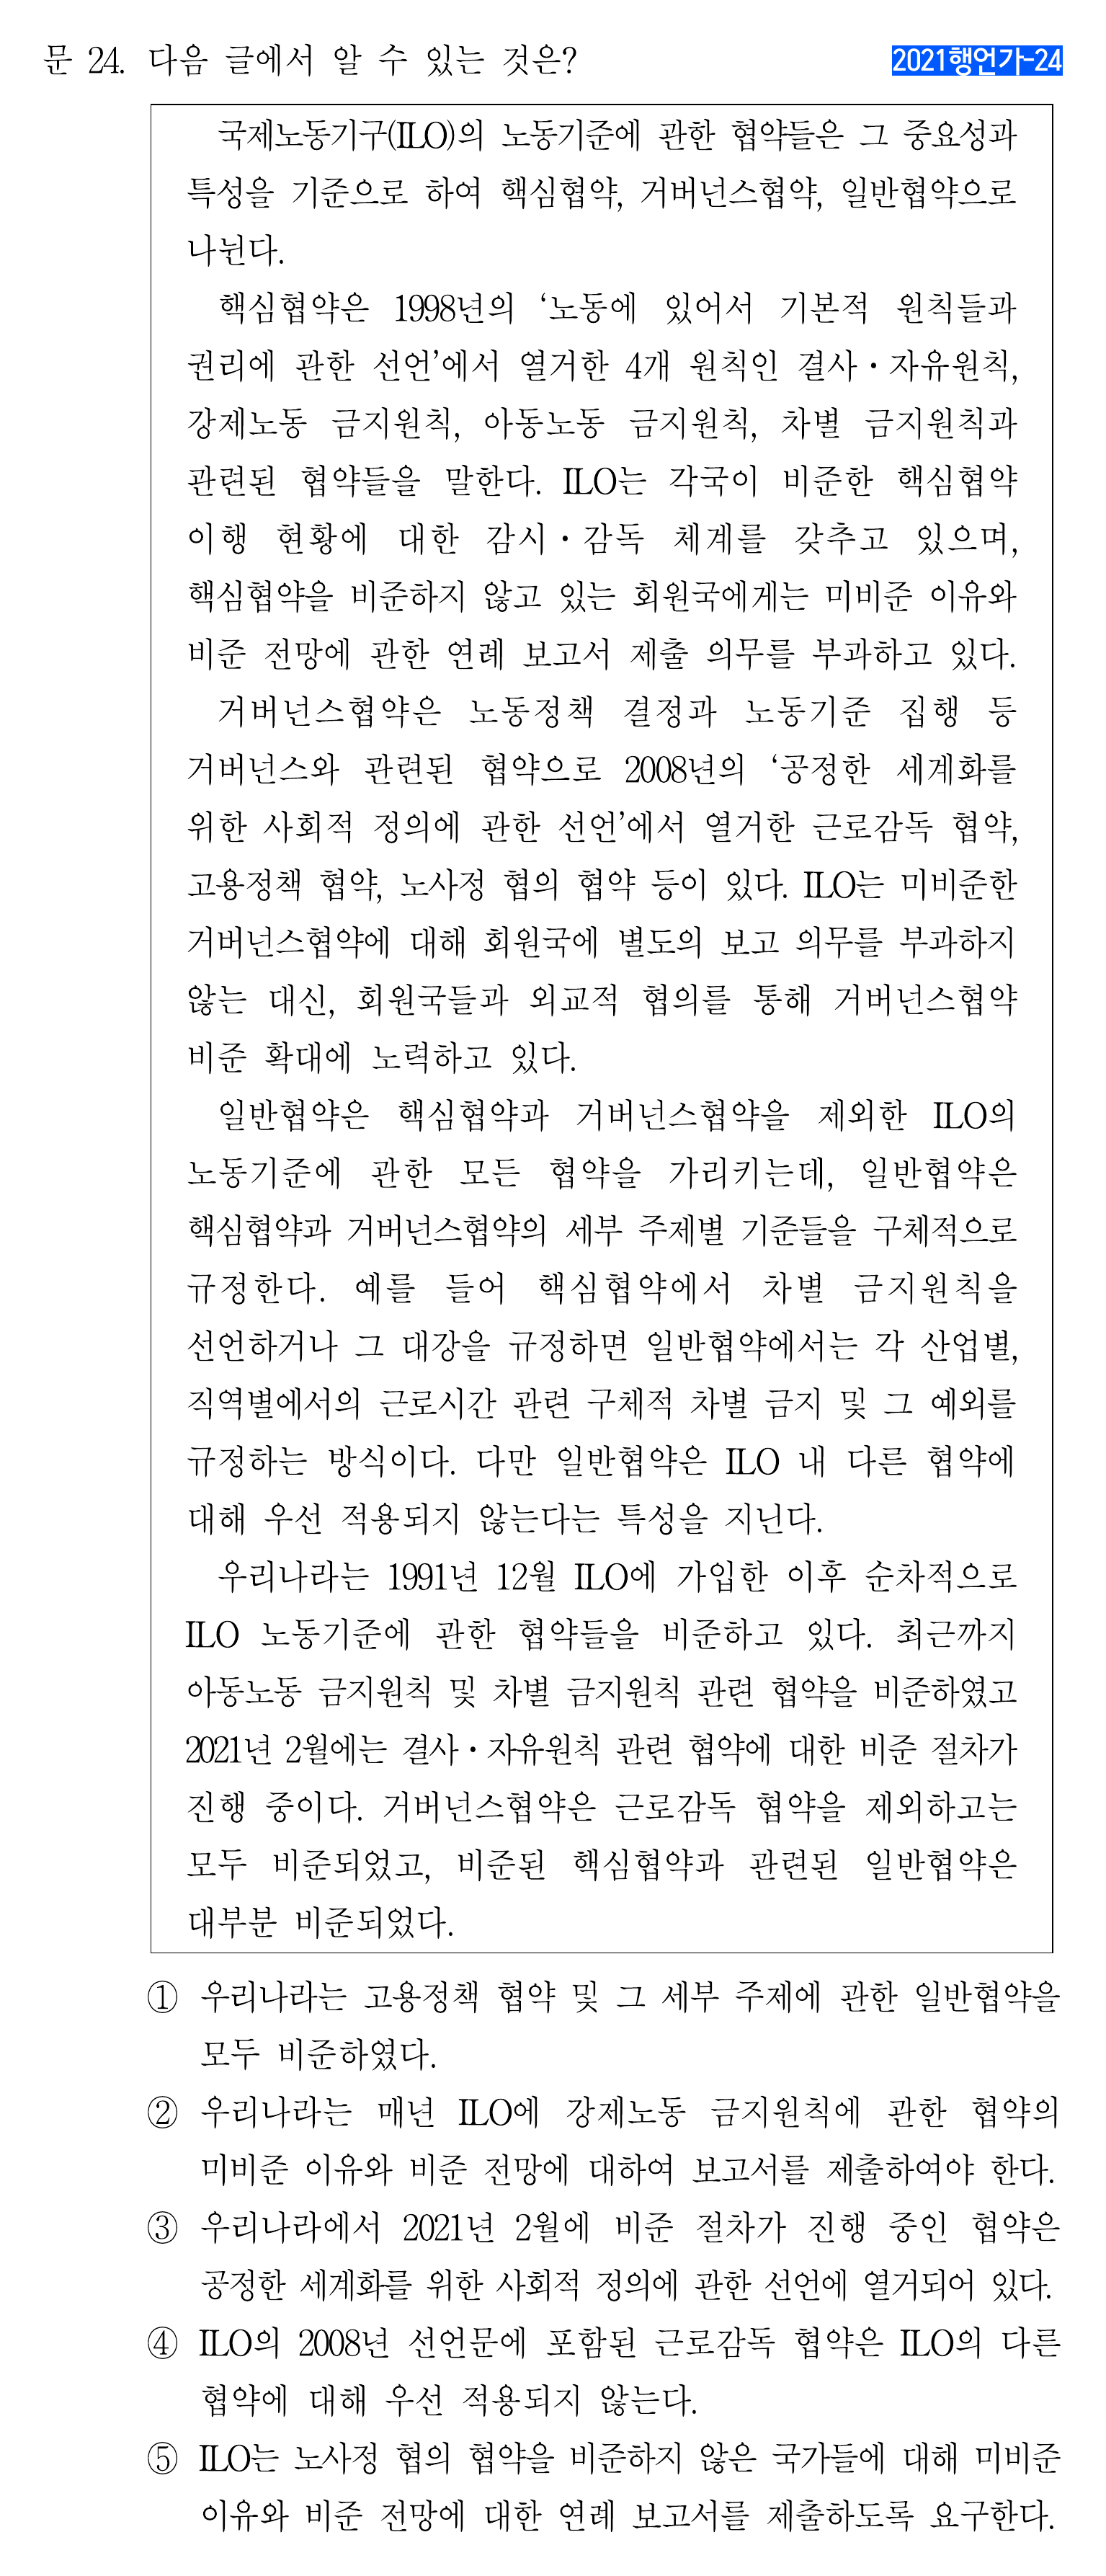 문 24. 다음 글에서 알 수 있는 것은?
2021행언가-24
국제노동기구(ILO)의 노동기준에 관한 협약들은 그 중요성과
특성을 기준으로 하여 핵심협약, 거버넌스협약, 일반협약으로
나뉜다.
핵심협약은 1998년의 ‘노동에 있어서 기본적 원칙들과
권리에 관한 선언’에서 열거한 4개 원칙인 결사・자유원칙,
강제노동 금지원칙, 아동노동 금지원칙, 차별 금지원칙과
관련된 협약들을 말한다. ILO는 각국이 비준한 핵심협약
이행 현황에 대한 감시・감독 체계를 갖추고 있으며,
핵심협약을 비준하지 않고 있는 회원국에게는 미비준 이유와
비준 전망에 관한 연례 보고서 제출 의무를 부과하고 있다.
거버넌스협약은 노동정책 결정과 노동기준 집행 등
거버넌스와 관련된 협약으로 2008년의 ‘공정한 세계화를
위한 사회적 정의에 관한 선언’에서 열거한 근로감독 협약,
고용정책 협약, 노사정 협의 협약 등이 있다. ILO는 미비준한
거버넌스협약에 대해 회원국에 별도의 보고 의무를 부과하지
않는 대신, 회원국들과 외교적 협의를 통해 거버넌스협약
비준 확대에 노력하고 있다.
일반협약은 핵심협약과 거버넌스협약을 제외한 ILO의
노동기준에 관한 모든 협약을 가리키는데, 일반협약은
핵심협약과 거버넌스협약의 세부 주제별 기준들을 구체적으로
규정한다. 예를 들어 핵심협약에서 차별 금지원칙을
선언하거나 그 대강을 규정하면 일반협약에서는 각 산업별,
직역별에서의 근로시간 관련 구체적 차별 금지 및 그 예외를
규정하는 방식이다. 다만 일반협약은 ILO 내 다른 협약에
대해 우선 적용되지 않는다는 특성을 지닌다.
우리나라는 1991년 12월 ILO에 가입한 이후 순차적으로
ILO 노동기준에 관한 협약들을 비준하고 있다. 최근까지
아동노동 금지원칙 및 차별 금지원칙 관련 협약을 비준하였고
2021년 2월에는 결사・자유원칙 관련 협약에 대한 비준 절차가
진행 중이다. 거버넌스협약은 근로감독 협약을 제외하고는
모두 비준되었고, 비준된 핵심협약과 관련된 일반협약은
대부분 비준되었다.
① 우리나라는 고용정책 협약 및 그 세부 주제에 관한 일반협약을
모두 비준하였다.
② 우리나라는 매년 ILO에 강제노동 금지원칙에 관한 협약의
미비준 이유와 비준 전망에 대하여 보고서를 제출하여야 한다.
③ 우리나라에서 2021년 2월에 비준 절차가 진행 중인 협약은
공정한 세계화를 위한 사회적 정의에 관한 선언에 열거되어 있다.
④ ILO의 2008년 선언문에 포함된 근로감독 협약은 ILO의 다른
협약에 대해 우선 적용되지 않는다.
⑤ ILO는 노사정 협의 협약을 비준하지 않은 국가들에 대해 미비준
이유와 비준 전망에 대한 연례 보고서를 제출하도록 요구한다.